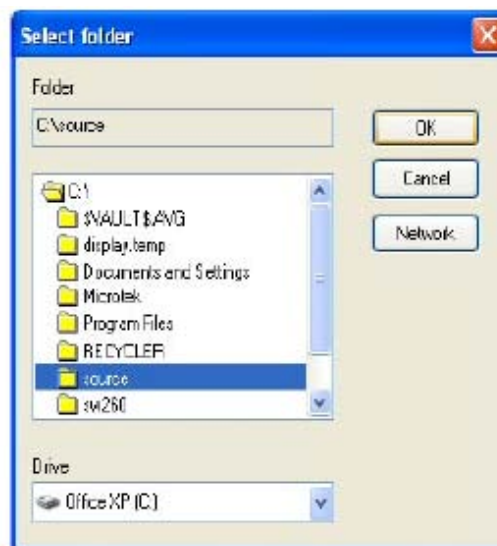 Select folder
Folder
C:\source
OK
Cancel
Network
C:\
$VAULT$.AVG
display.temp
Documents and Settings
Microtek
Program Files
RECYCLER
source
sw260
Drive
Office XP (C:)